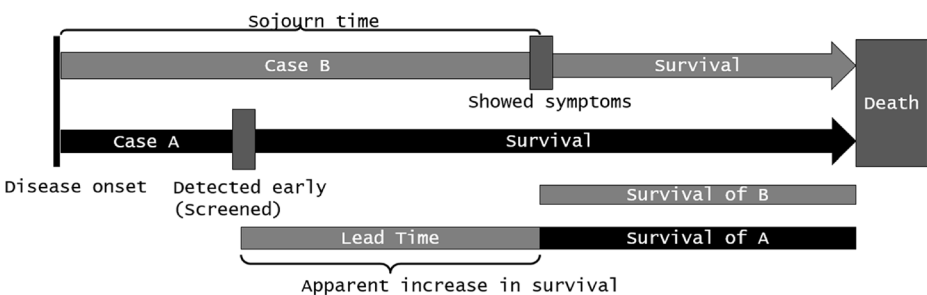 Sojourn time
Case B
Survival
Showed symptoms
Death
Case A
Survival
Disease onset
Detected early
(Screened)
Survival of B
Lead Time
Survival of A
Apparent increase in survival